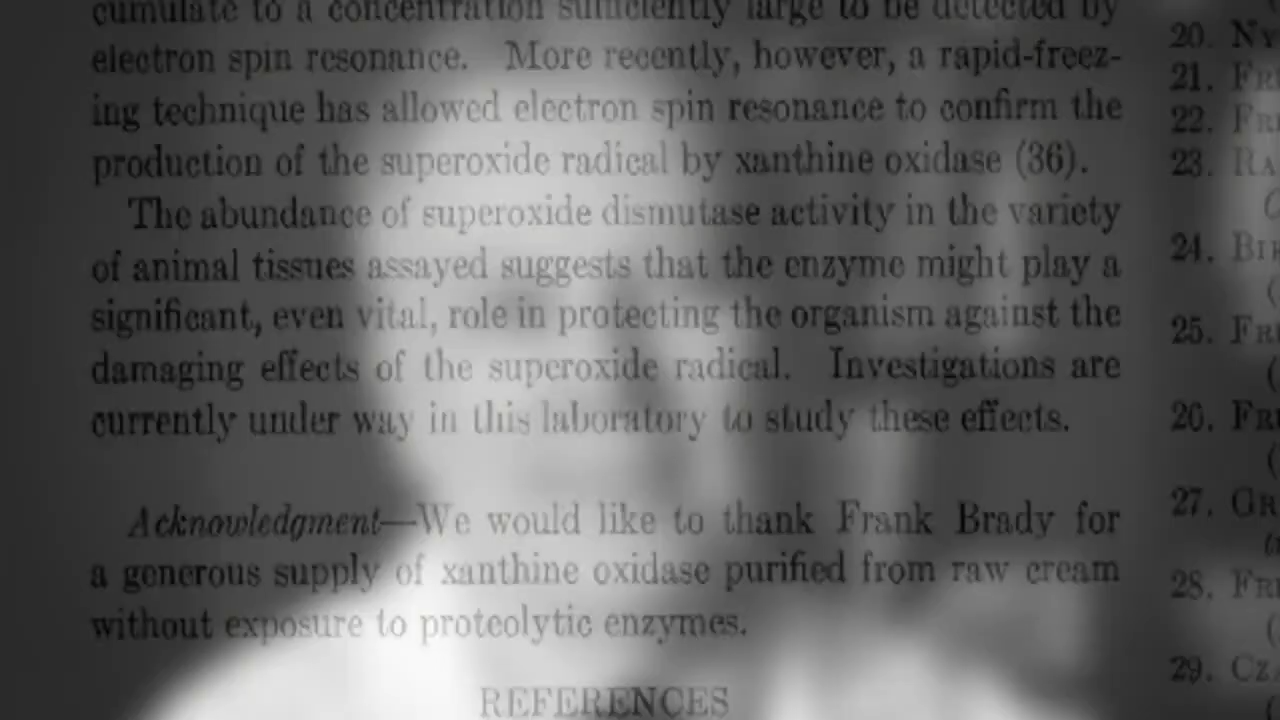 cumulate to a concentration sufficiently large to be detected by
electron spin resonance. More recently, however, a rapid-freez-
ing technique has allowed electron spin resonance to confirm the
production of the superoxide radical by xanthine oxidase (36).
The abundance of superoxide dismutase activity in the variety
of animal tissues assayed suggests that the enzyme might play a
significant, even vital, role in protecting the organism against the
damaging effects of the superoxide radical. Investigations are
currently under way in this laboratory to study these effects.
Acknowledgment—We would like to thank Frank Brady for
a generous supply of xanthine oxidase purified from raw cream
without exposure to proteolytic enzymes.
REFERENCES
20.
21.
22.
23.
24.
25.
26.
27.
28.
29.